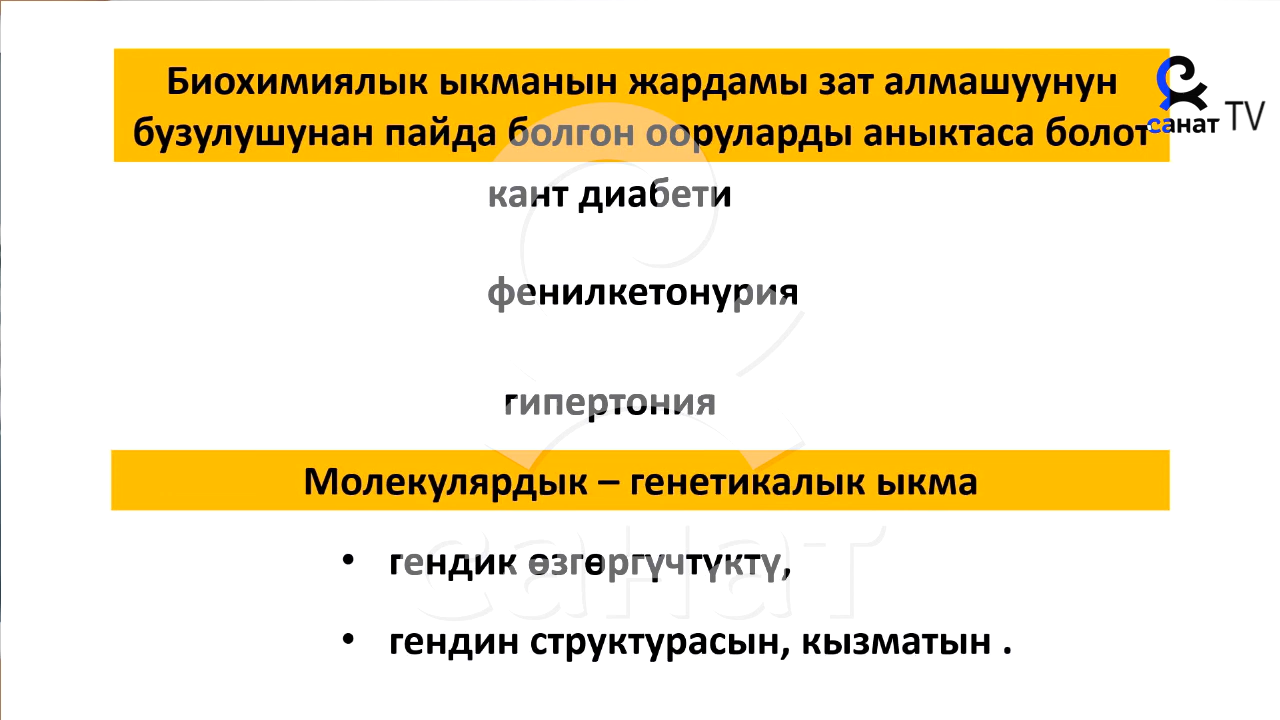 Биохимиялык ыкманын жардамы зат алмашуунун
бузулушунан пайда болгон ооруларды аныктаса болот
санат TV
кант диабети
фенилкетонурия
гипертония
Молекулярдык – генетикалык ыкма
• гендик өзгөргүчтүктү,
санат
• гендин структурасын, кызматын .